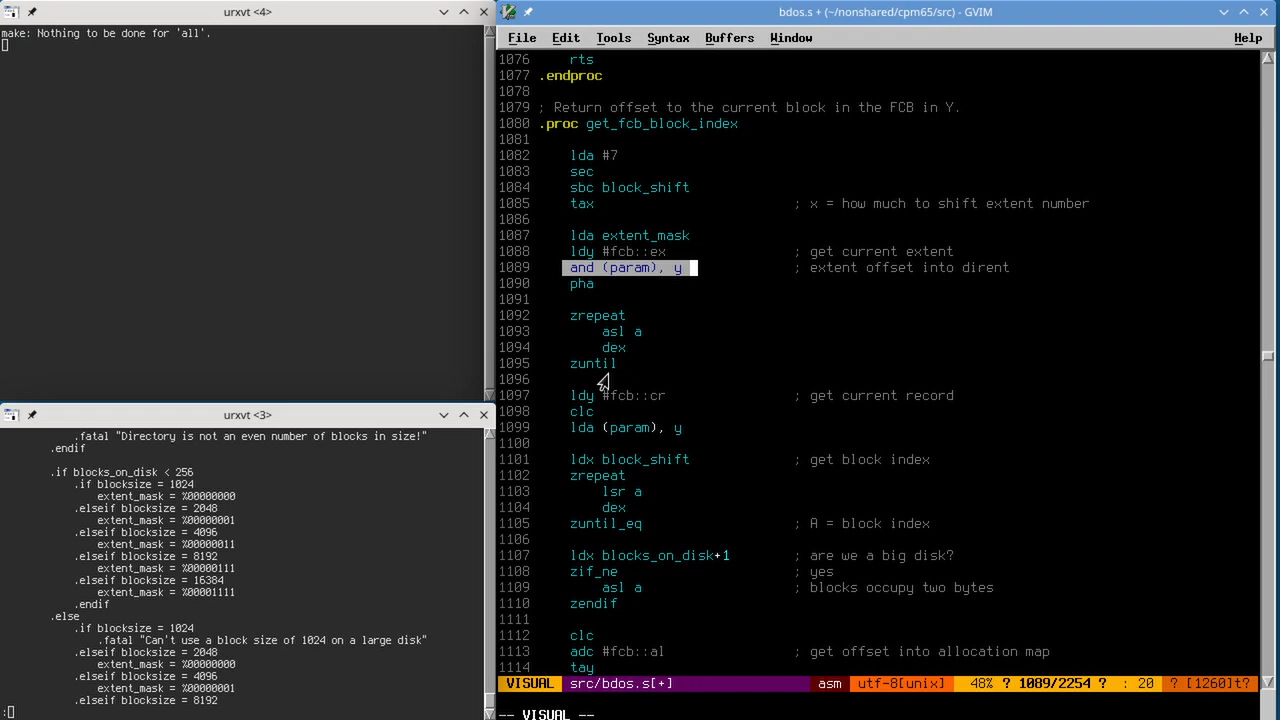 urxvt <4>
make: Nothing to be done for 'all'.
urxvt <3>
.fatal "Directory is not an even number of blocks in size!"
.endif
.if blocks_on_disk < 256
.if blocksize = 1024
extent_mask = %00000000
.elseif blocksize = 2048
extent_mask = %00000001
.elseif blocksize = 4096
extent_mask = %00000011
.elseif blocksize = 8192
extent_mask = %00000111
.elseif blocksize = 16384
extent_mask = %00001111
.endif
.else
.if blocksize = 1024
.fatal "Can't use a block size of 1024 on a large disk"
.elseif blocksize = 2048
extent_mask = %00000000
.elseif blocksize = 4096
extent_mask = %00000001
.elseif blocksize = 8192
:
bdos.s + (~/nonshared/cpm65/src) - GVIM
File Edit Tools Syntax Buffers Window Help
1076 rts
1077 .endproc
1078
1079 ; Return offset to the current block in the FCB in Y.
1080 .proc get_fcb_block_index
1081
1082 lda #7
1083 sec
1084 sbc block_shift
1085 tax ; x = how much to shift extent number
1086
1087 lda extent_mask
1088 ldy #fcb::ex ; get current extent
1089 and (param), y ; extent offset into dirent
1090 pha
1091
1092 zrepeat
1093 asl a
1094 dex
1095 zuntil
1096
1097 ldy #fcb::cr ; get current record
1098 clc
1099 lda (param), y
1100
1101 ldx block_shift ; get block index
1102 zrepeat
1103 lsr a
1104 dex
1105 zuntil_eq ; A = block index
1106
1107 ldx blocks_on_disk+1 ; are we a big disk?
1108 zif_ne ; yes
1109 asl a ; blocks occupy two bytes
1110 zendif
1111
1112 clc
1113 adc #fcb::al ; get offset into allocation map
1114 tay
VISUAL src/bdos.s[+] asm utf-8[unix] 48% ? 1089/2254 ? : 20 ? [1260]t?
-- VISUAL --